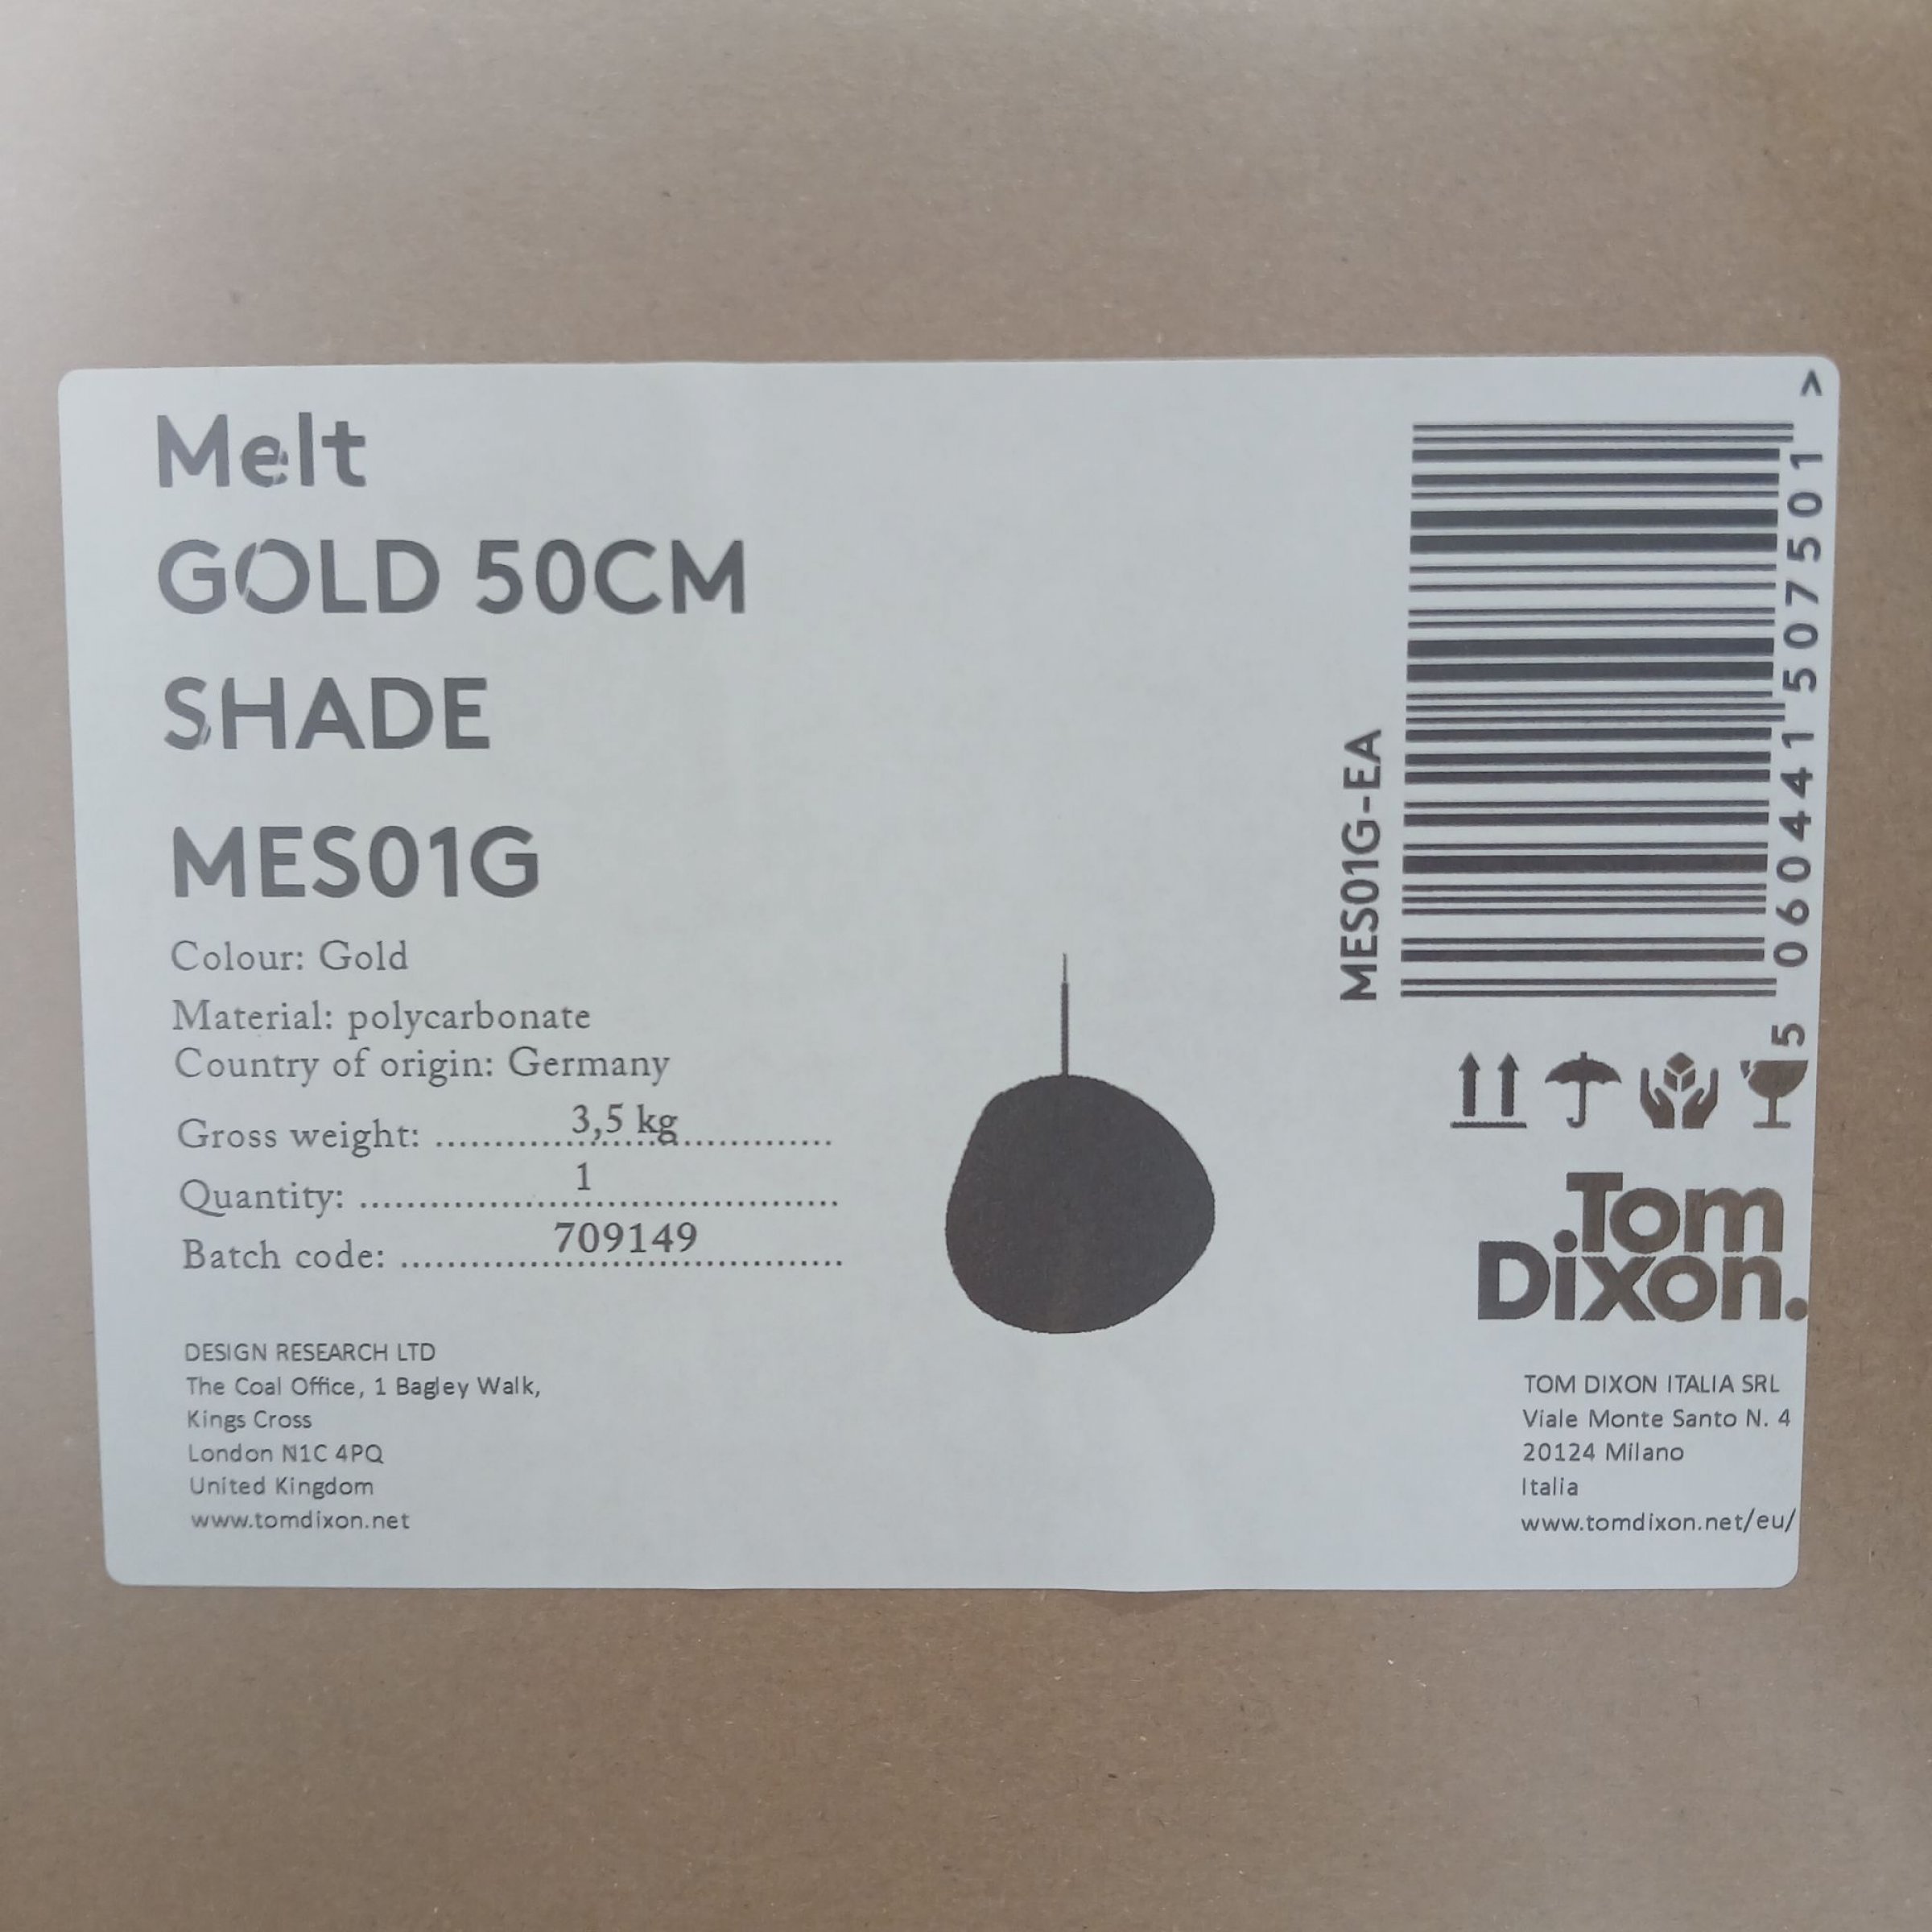 Melt
GOLD 50CM
SHADE
MES01G
Colour: Gold
Material: polycarbonate
Country of origin: Germany
Gross weight: 3,5 kg
Quantity: 1
Batch code: 709149
DESIGN RESEARCH LTD
The Coal Office, 1 Bagley Walk,
Kings Cross
London N1C 4PQ
United Kingdom
www.tomdixon.net
MES01G-EA
5 060441 507501 >
Tom
Dixon.
TOM DIXON ITALIA SRL
Viale Monte Santo N. 4
20124 Milano
Italia
www.tomdixon.net/eu/